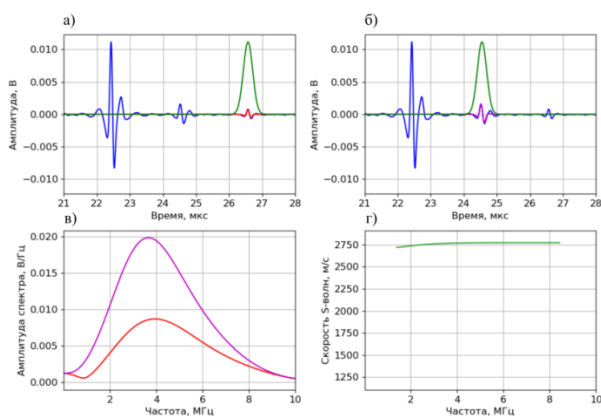 а)
б)
0.010
0.005
0.000
−0.005
−0.010
Амплитуда, В
21 22 23 24 25 26 27 28
Время, мкс
0.010
0.005
0.000
−0.005
−0.010
Амплитуда, В
21 22 23 24 25 26 27 28
Время, мкс
в)
г)
0.020
0.015
0.010
0.005
0.000
Амплитуда спектра, В/Гц
2 4 6 8 10
Частота, МГц
2750
2500
2250
2000
1750
1500
1250
Скорость S-волн, м/с
2 4 6 8 10
Частота, МГц